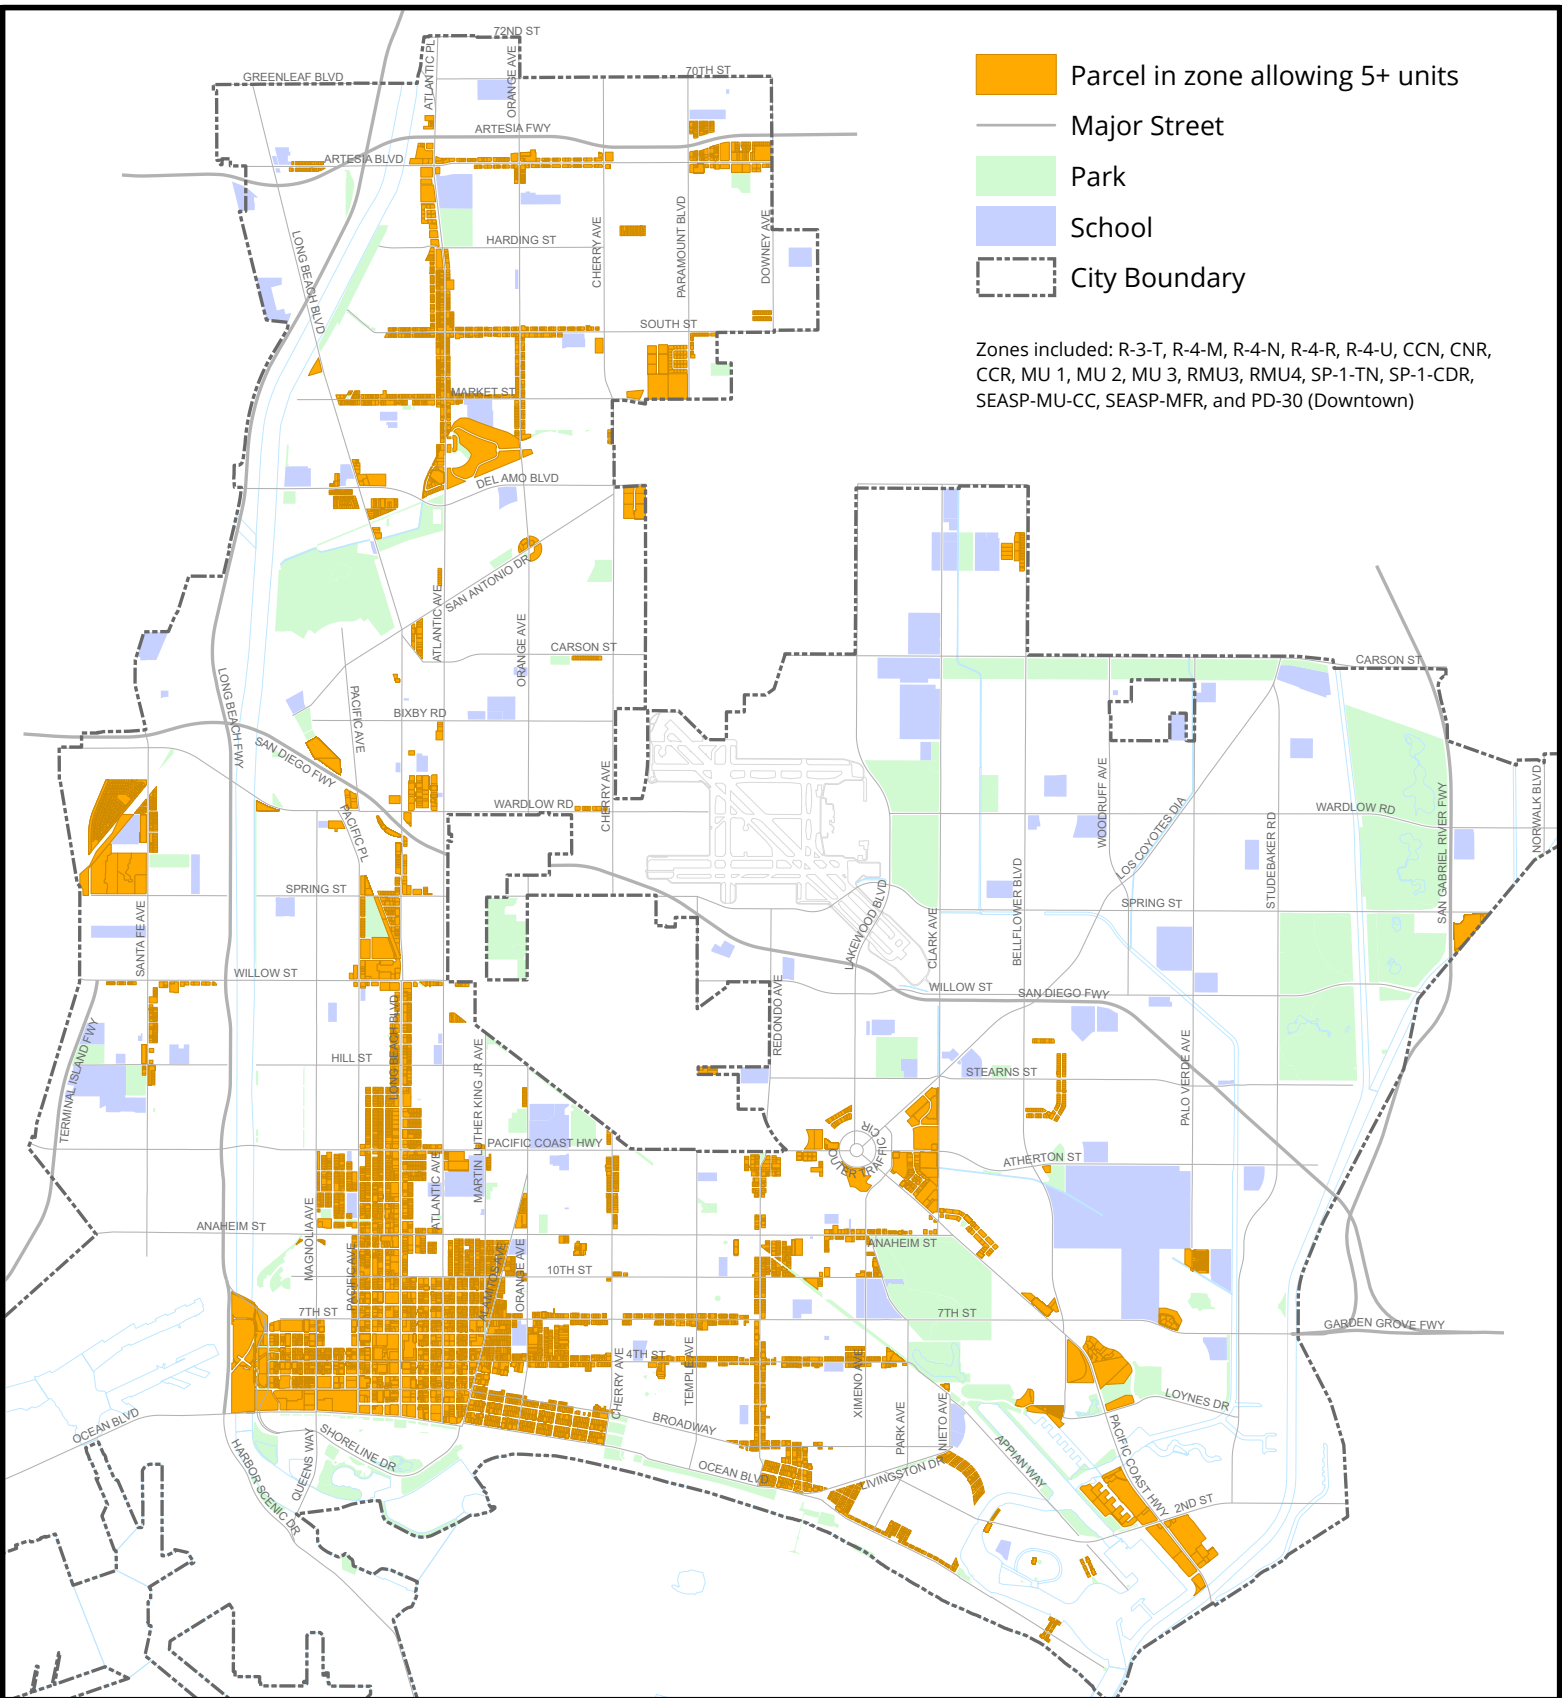 72ND ST
GREENLEAF BLVD
ATLANTIC PL
ORANGE AVE
70TH ST
Parcel in zone allowing 5+ units
Major Street
Park
School
City Boundary
Zones included: R-3-T, R-4-M, R-4-N, R-4-R, R-4-U, CCN, CNR,
CCR, MU 1, MU 2, MU 3, RMU3, RMU4, SP-1-TN, SP-1-CDR,
SEASP-MU-CC, SEASP-MFR, and PD-30 (Downtown)
ARTESIA FWY
ARTESIA BLVD
LONG BEACH BLVD
HARDING ST
CHERRY AVE
PARAMOUNT BLVD
DOWNEY AVE
SOUTH ST
MARKET ST
DEL AMO BLVD
SAN ANTONIO DR
ATLANTIC AVE
ORANGE AVE
CARSON ST
CARSON ST
LONG BEACH FWY
PACIFIC AVE
BIXBY RD
SAN DIEGO FWY
WARDLOW RD
CHERRY AVE
PACIFIC PL
WOODRUFF AVE
LOS COYOTES DIA
WARDLOW RD
STUDEBAKER RD
SAN GABRIEL RIVER FWY
NORWALK BLVD
SPRING ST
SANTA FE AVE
LAKEWOOD BLVD
CLARK AVE
BELLFLOWER BLVD
SPRING ST
WILLOW ST
WILLOW ST
SAN DIEGO FWY
REDONDO AVE
LONG BEACH BLVD
TERMINAL ISLAND FWY
HILL ST
MARTIN LUTHER KING JR AVE
STEARNS ST
PALO VERDE AVE
PACIFIC COAST HWY
OUTER TRAFFIC CIR
ATHERTON ST
ATLANTIC AVE
MAGNOLIA AVE
ANAHEIM ST
ANAHEIM ST
PACIFIC AVE
ALAMITOS AVE
ORANGE AVE
10TH ST
7TH ST
7TH ST
GARDEN GROVE FWY
4TH ST
CHERRY AVE
TEMPLE AVE
XIMENO AVE
PARK AVE
NIETO AVE
LOYNES DR
OCEAN BLVD
BROADWAY
HARBOR SCENIC DR
QUEENS WAY
SHORELINE DR
OCEAN BLVD
LIVINGSTON DR
APPIAN WAY
PACIFIC COAST HWY
2ND ST